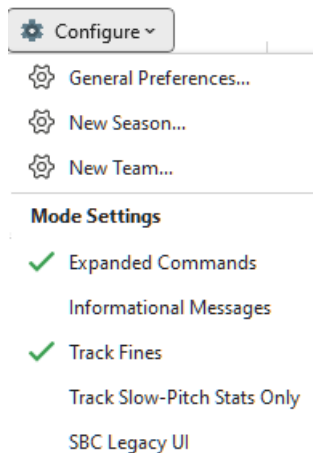 Configure
General Preferences...
New Season...
New Team...
Mode Settings
Expanded Commands
Informational Messages
Track Fines
Track Slow-Pitch Stats Only
SBC Legacy UI